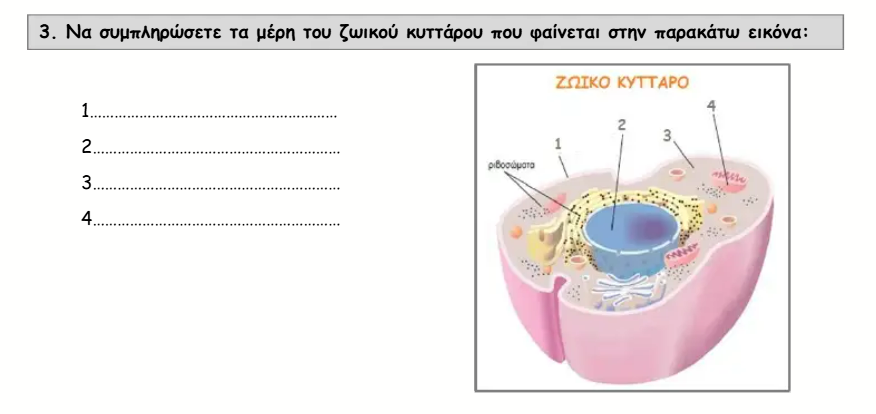 3. Να συμπληρώσετε τα μέρη του ζωικού κυττάρου που φαίνεται στην παρακάτω εικόνα:
ΖΩΙΚΟ ΚΥΤΤΑΡΟ
1............................................................
2............................................................
3............................................................
4............................................................
1
2
3
4
ριβοσώματα